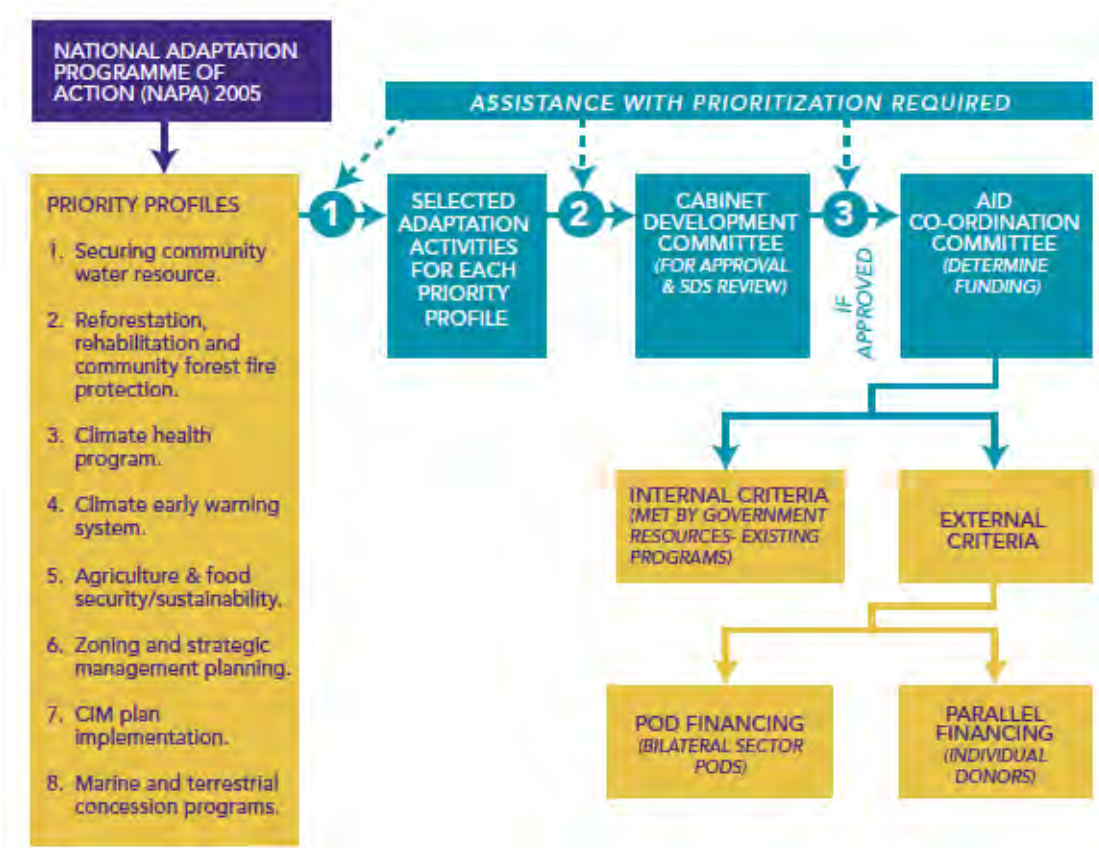 NATIONAL ADAPTATION
PROGRAMME OF
ACTION (NAPA) 2005
ASSISTANCE WITH PRIORITIZATION REQUIRED
PRIORITY PROFILES
1. Securing community
water resource.
2. Reforestation,
rehabilitation and
community forest fire
protection.
3. Climate health
program.
4. Climate early warning
system.
5. Agriculture & food
security/sustainability.
6. Zoning and strategic
management planning.
7. CIM plan
implementation.
8. Marine and terrestrial
concession programs.
1
SELECTED
ADAPTATION
ACTIVITIES
FOR EACH
PRIORITY
PROFILE
2
CABINET
DEVELOPMENT
COMMITTEE
(FOR APPROVAL
& SDS REVIEW)
3
IF
APPROVED
AID
CO-ORDINATION
COMMITTEE
(DETERMINE
FUNDING)
INTERNAL CRITERIA
(MET BY GOVERNMENT
RESOURCES- EXISTING
PROGRAMS)
EXTERNAL
CRITERIA
POD FINANCING
(BILATERAL SECTOR
PODS)
PARALLEL
FINANCING
(INDIVIDUAL
DONORS)